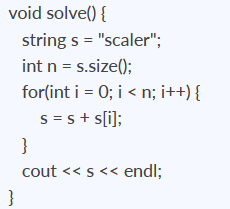 void solve() {
string s = "scaler";
int n = s.size();
for(int i = 0; i < n; i++) {
s = s + s[i];
}
cout << s << endl;
}